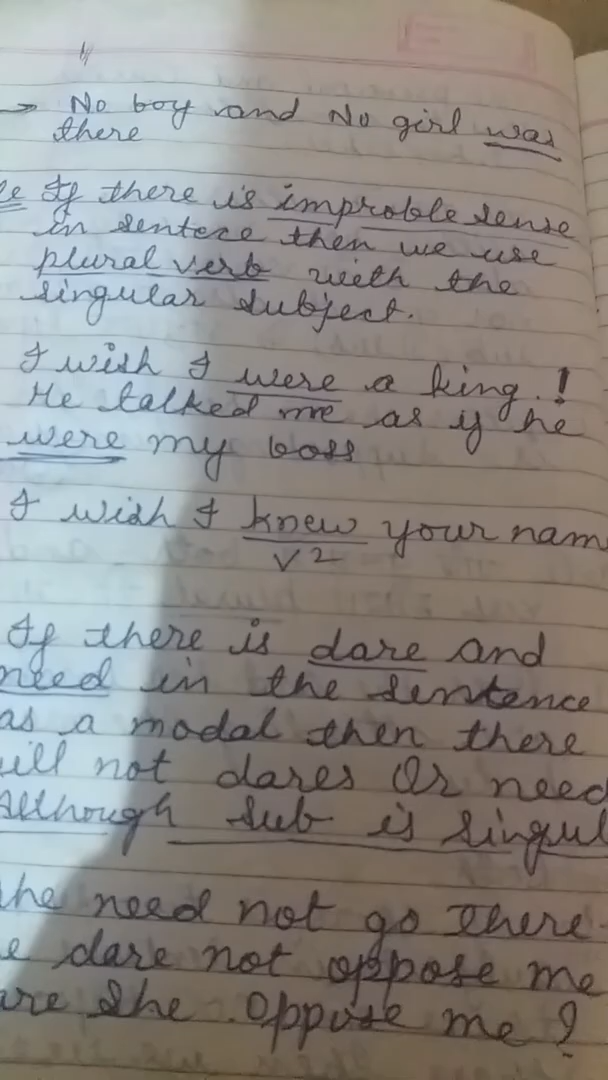 → No boy and No girl was
there
If there is improble sense
in sentece then we use
plural verb with the
singular subject.
I wish I were a king.!
He talked me as if he
were my boss
I wish I knew your nam
V2
If there is dare and
need in the sentence
as a modal then there
ill not dares Or need
Although sub is singul
he need not go there.
e dare not oppose me
are she oppose me?